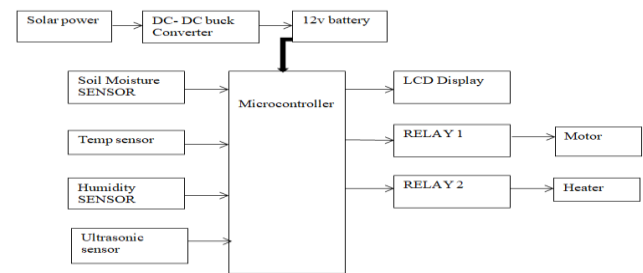 Solar power
DC- DC buck
Converter
12v battery
Soil Moisture
SENSOR
Microcontroller
LCD Display
Temp sensor
RELAY 1
Motor
Humidity
SENSOR
RELAY 2
Heater
Ultrasonic
sensor